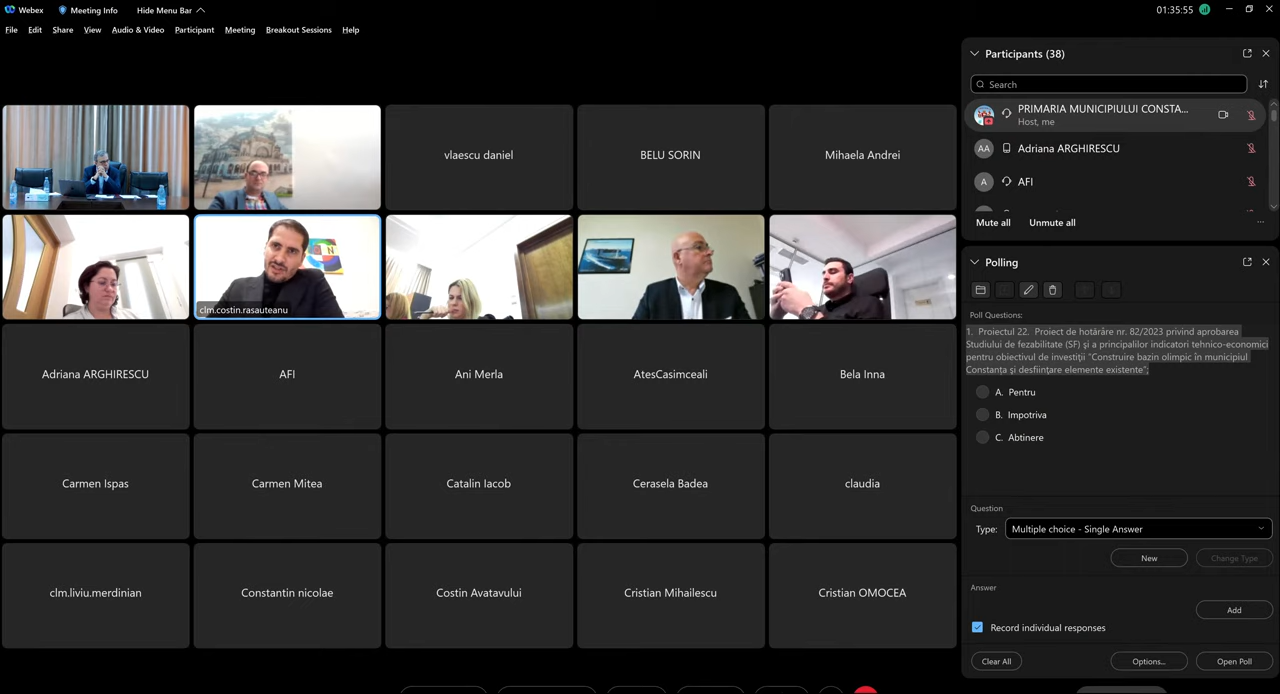 Webex
Meeting Info
Hide Menu Bar
01:35:55
File Edit Share View Audio & Video Participant Meeting Breakout Sessions Help
vlaescu daniel
BELU SORIN
Mihaela Andrei
clm.costin.rasauteanu
Adriana ARGHIRESCU
AFI
Ani Merla
AtesCasimceali
Bela Inna
Carmen Ispas
Carmen Mitea
Catalin Iacob
Cerasela Badea
claudia
clm.liviu.merdinian
Constantin nicolae
Costin Avatavului
Cristian Mihailescu
Cristian OMOCEA
Participants (38)
Search
PRIMARIA MUNICIPIULUI CONSTA...
Host, me
AA Adriana ARGHIRESCU
A AFI
Mute all
Unmute all
...
Polling
Poll Questions:
1. Proiectul 22. Proiect de hotărâre nr. 82/2023 privind aprobarea
Studiului de fezabilitate (SF) şi a principalilor indicatori tehnico-economici
pentru obiectivul de investiţii "Construire bazin olimpic în municipiul
Constanţa şi desfiinţare elemente existente";
A. Pentru
B. Impotriva
C. Abtinere
Question
Type: Multiple choice - Single Answer
New
Change Type
Answer
Add
Record individual responses
Clear All
Options...
Open Poll